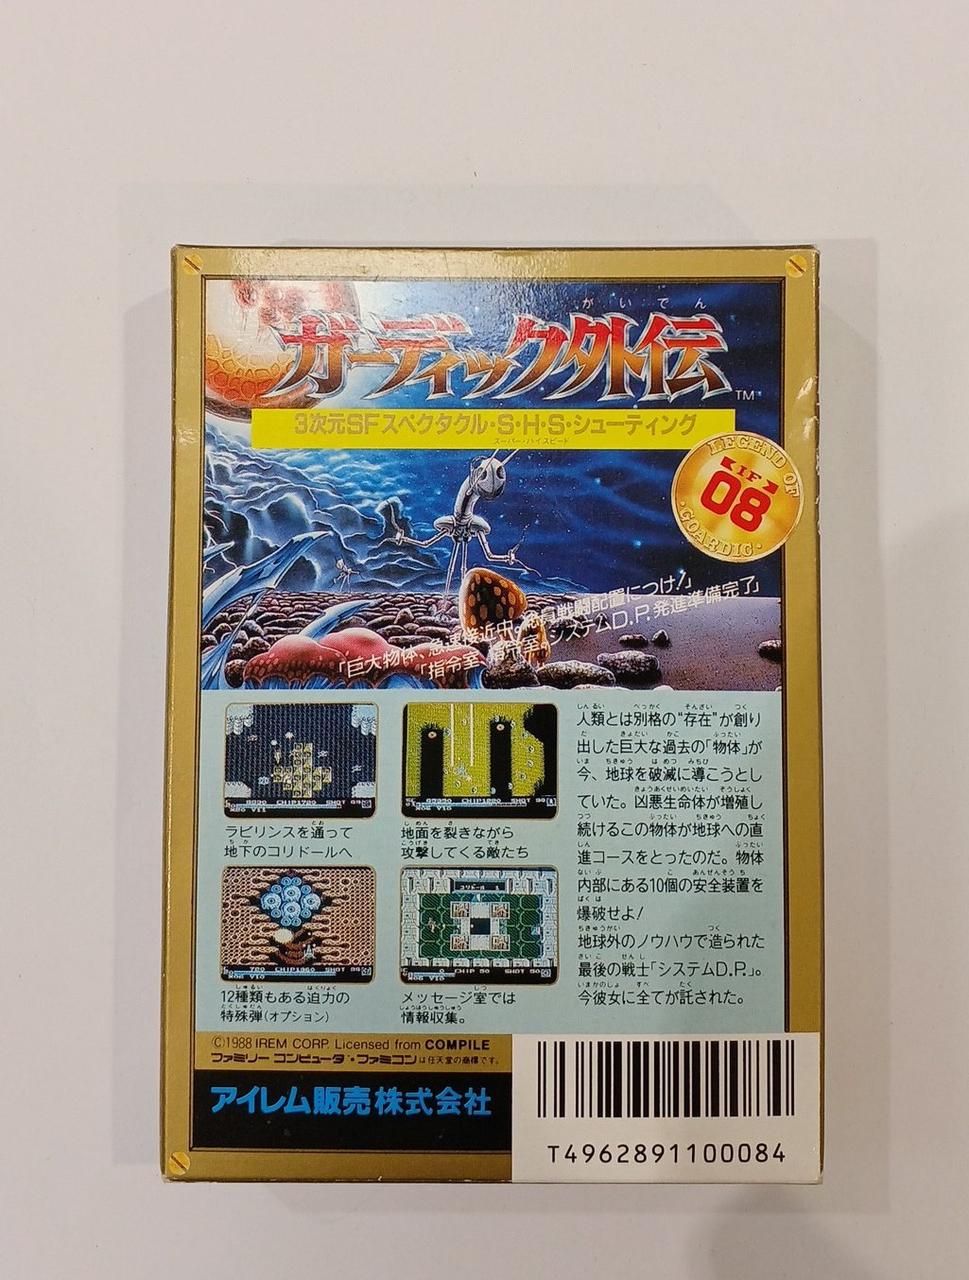 がいでん
ガーディック外伝
TM
3次元SFスペクタクル・S・H・S・シューティング
スーパー・ハイスピード
LEGEND OF
IF
08
・GUARDIC・
「巨大物体、急速接近中。総員戦闘配置につけ!」
「指令室、指令室。システムD.P.発進準備完了」
ラビリンスを通って
地下のコリドールへ
地面を裂きながら
攻撃してくる敵たち
12種類もある迫力の
特殊弾(オプション)
メッセージ室では
情報収集。
人類とは別格の“存在”が創り
出した巨大な過去の「物体」が
今、地球を破滅に導こうとし
ていた。凶悪生命体が増殖し
続けるこの物体が地球への直
進コースをとったのだ。物体
内部にある10個の安全装置を
爆破せよ!
地球外のノウハウで造られた
最後の戦士「システムD.P.」。
今彼女に全てが託された。
©1988 IREM CORP. Licensed from COMPILE
ファミリーコンピュータ・ファミコンは任天堂の商標です。
アイレム販売株式会社
T4962891100084